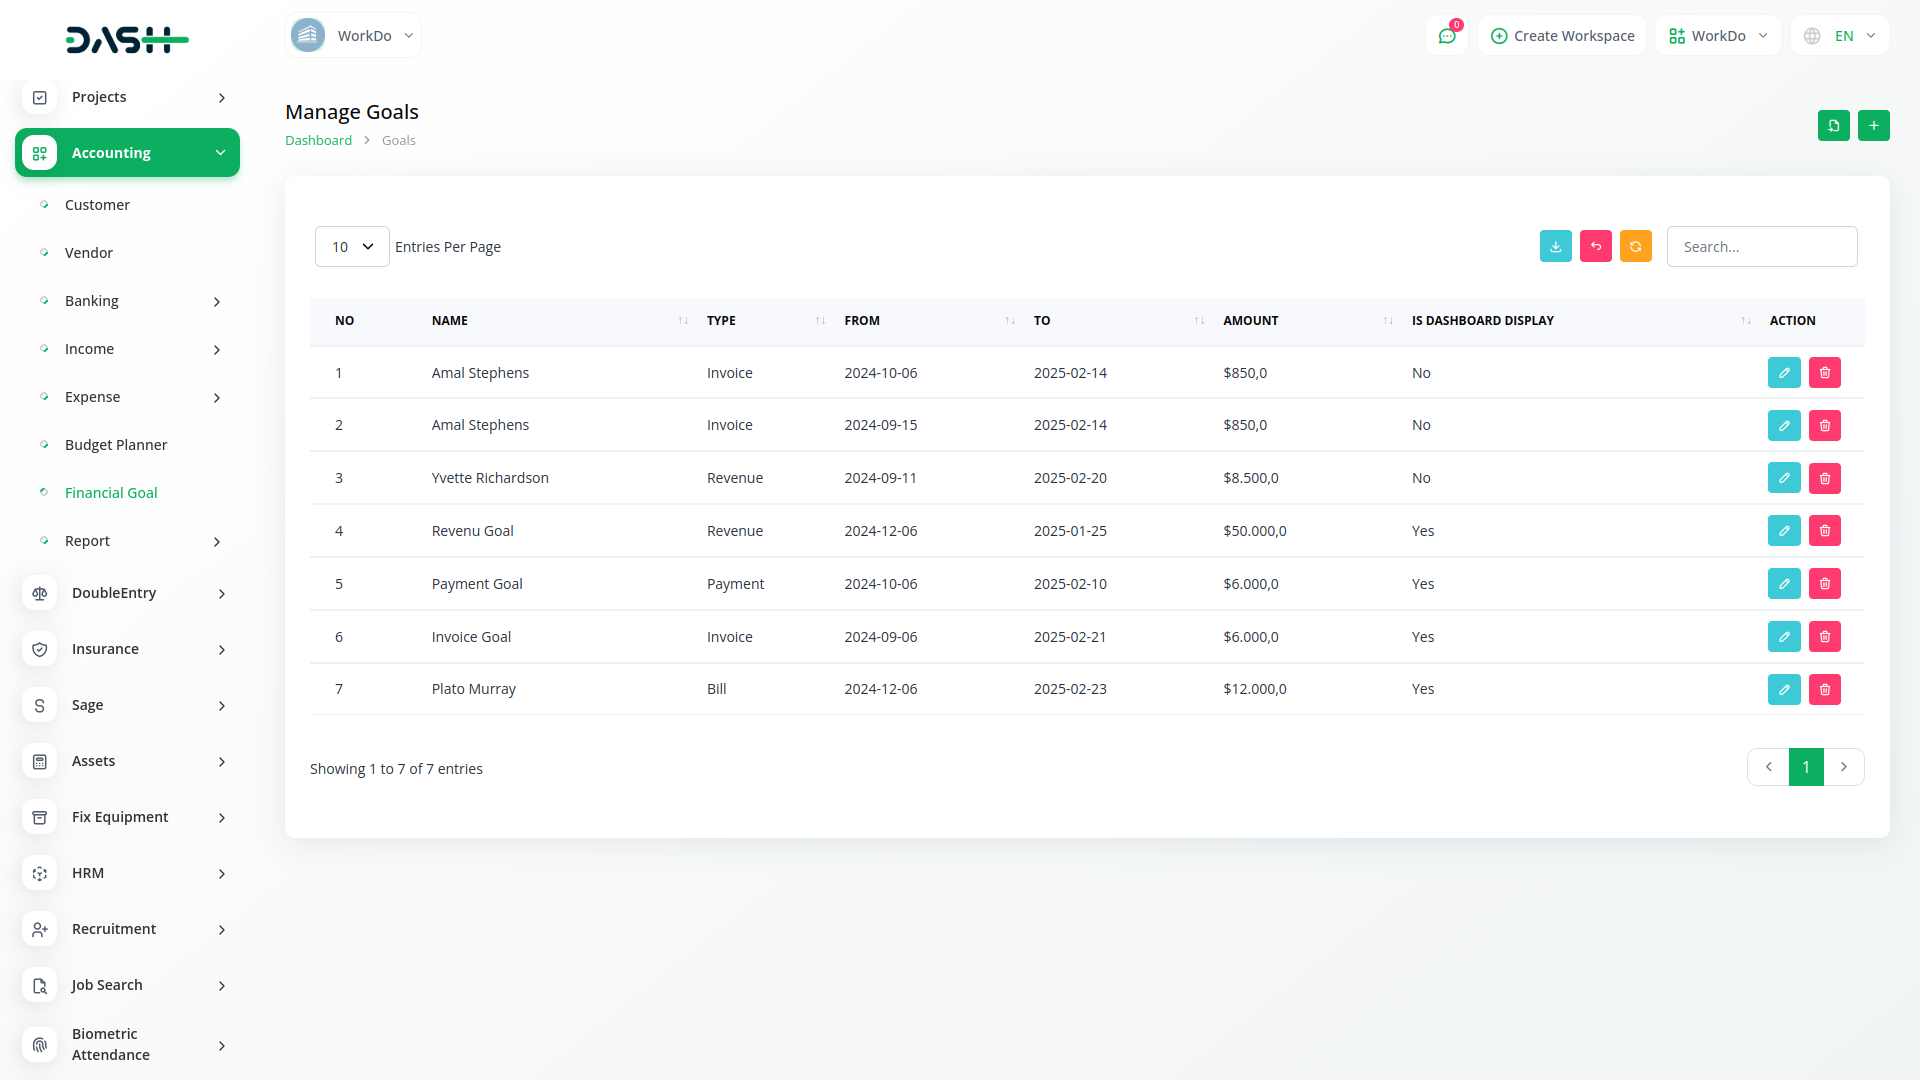 DASH
WorkDo
0
Create Workspace
WorkDo
EN
Projects
Accounting
Customer
Vendor
Banking
Income
Expense
Budget Planner
Financial Goal
Report
DoubleEntry
Insurance
S
Sage
Assets
Fix Equipment
HRM
Recruitment
Job Search
Biometric
Attendance
Manage Goals
Dashboard > Goals
10 Entries Per Page
Search...
NO NAME TYPE FROM TO AMOUNT IS DASHBOARD DISPLAY ACTION
1 Amal Stephens Invoice 2024-10-06 2025-02-14 $850,0 No
2 Amal Stephens Invoice 2024-09-15 2025-02-14 $850,0 No
3 Yvette Richardson Revenue 2024-09-11 2025-02-20 $8.500,0 No
4 Revenu Goal Revenue 2024-12-06 2025-01-25 $50.000,0 Yes
5 Payment Goal Payment 2024-10-06 2025-02-10 $6.000,0 Yes
6 Invoice Goal Invoice 2024-09-06 2025-02-21 $6.000,0 Yes
7 Plato Murray Bill 2024-12-06 2025-02-23 $12.000,0 Yes
Showing 1 to 7 of 7 entries
1